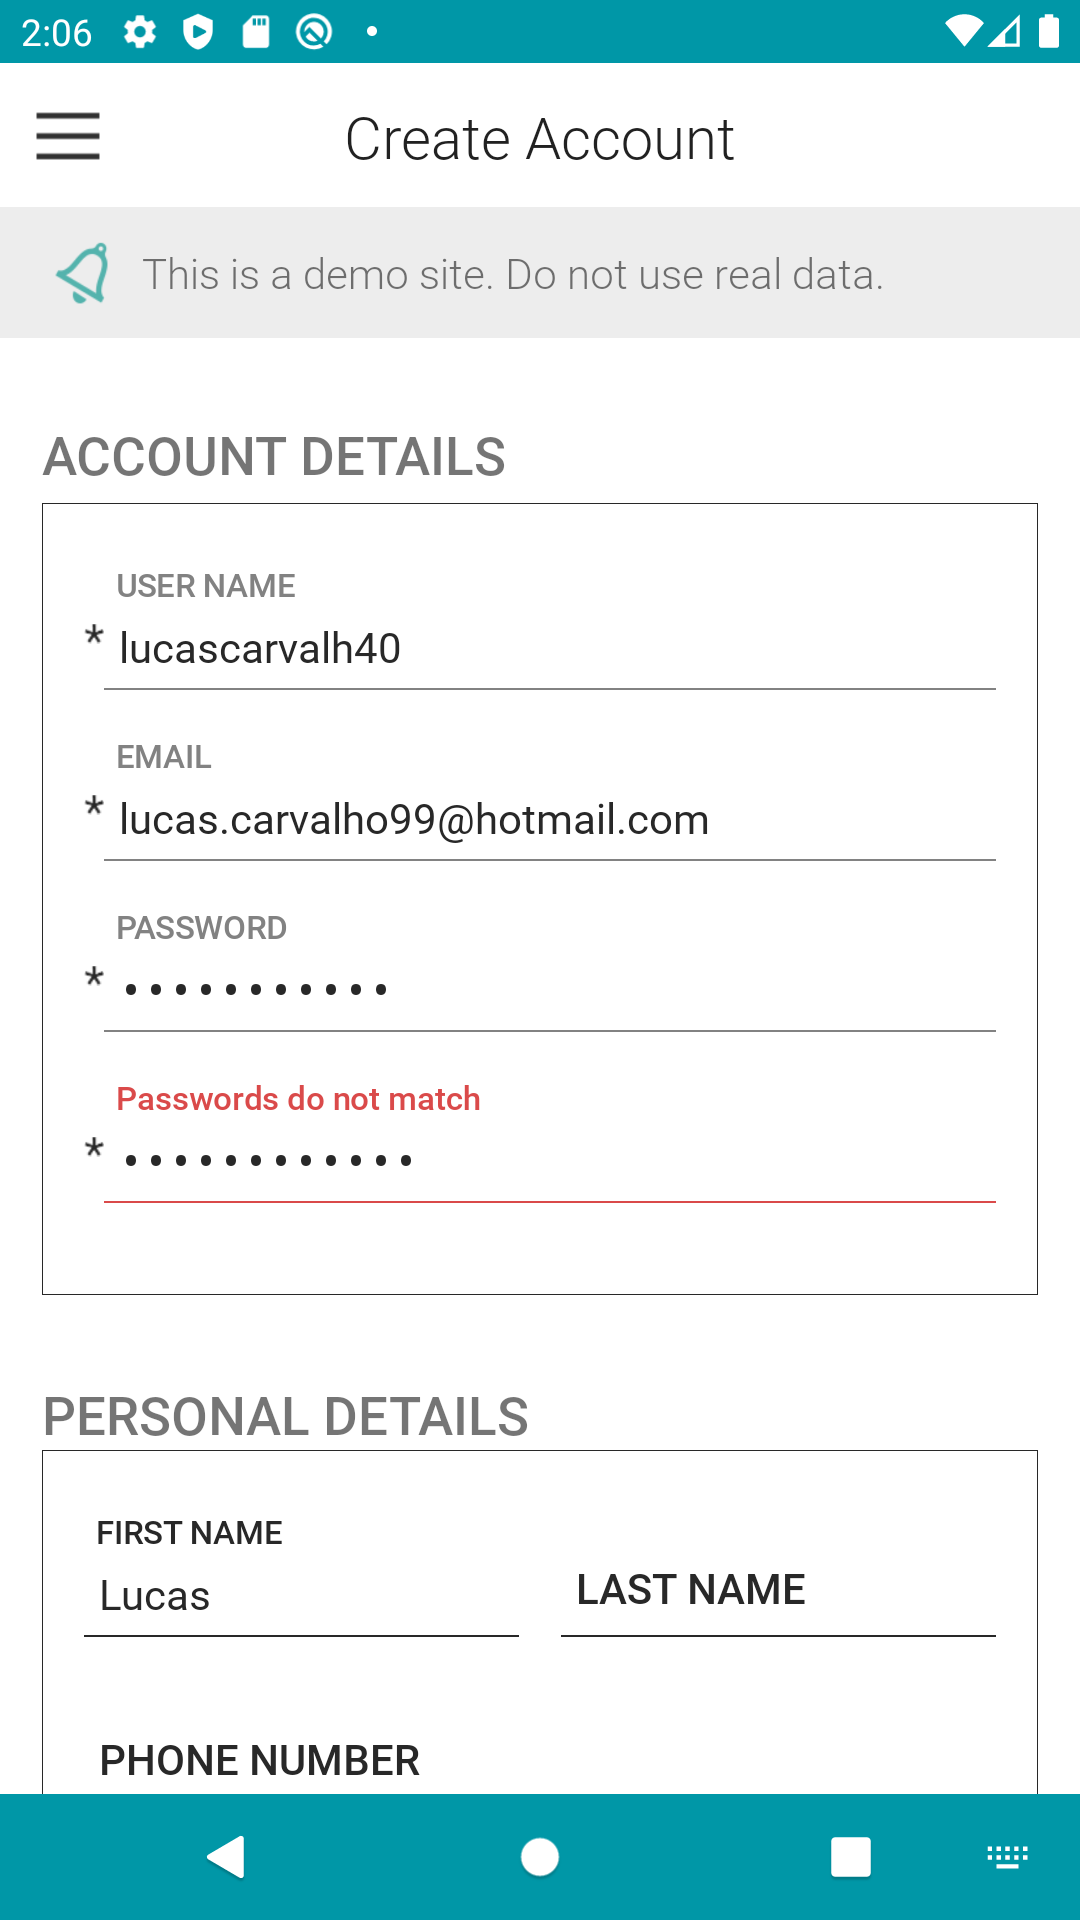 2:06
Create Account
This is a demo site. Do not use real data.
ACCOUNT DETAILS
USER NAME
* lucascarvalh40
EMAIL
* lucas.carvalho99@hotmail.com
PASSWORD
* •••••••••••
Passwords do not match
* ••••••••••••
PERSONAL DETAILS
FIRST NAME
Lucas
LAST NAME
PHONE NUMBER